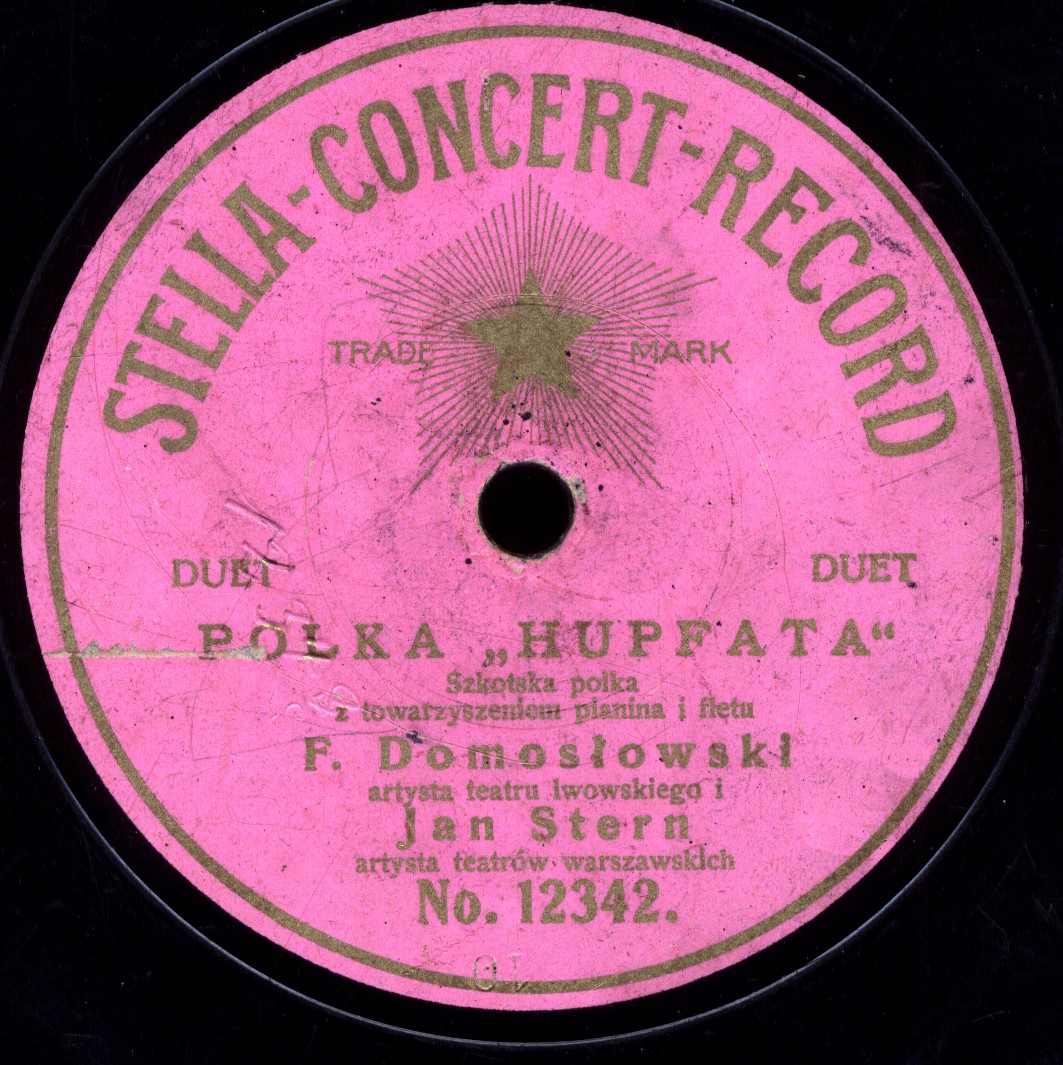 STELLA-CONCERT-RECORD
TRADE MARK
DUET DUET
POLKA „HUPFATA“
Szkotska polka
z towarzyszeniem pianina i fletu
F. Domosłowski
artysta teatru lwowskiego i
Jan Stern
artysta teatrów warszawskich
No. 12342.